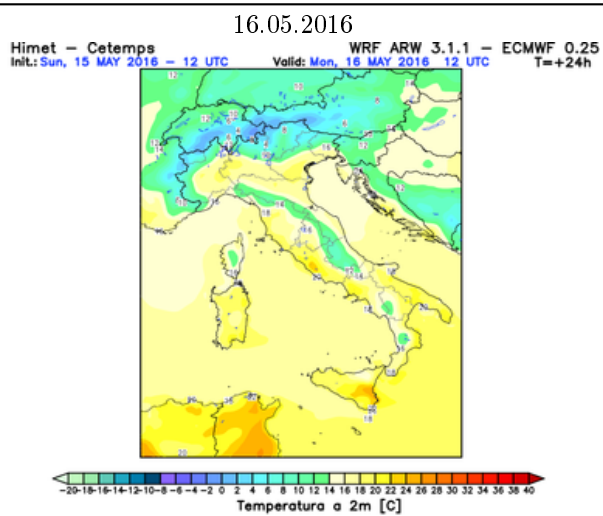 16.05.2016
Himet – Cetemps WRF ARW 3.1.1 – ECMWF 0.25
Init.: Sun, 15 MAY 2016 – 12 UTC Valid: Mon, 16 MAY 2016 12 UTC T=+24h
-20-18-16-14-12-10-8 -6 -4 -2 0 2 4 6 8 10 12 14 16 18 20 22 24 26 28 30 32 34 36 38 40
Temperatura a 2m [C]